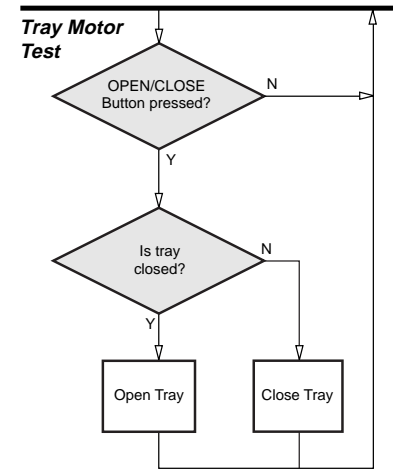 Tray Motor
Test
OPEN/CLOSE
Button pressed?
N
Y
Is tray
closed?
N
Y
Open Tray
Close Tray